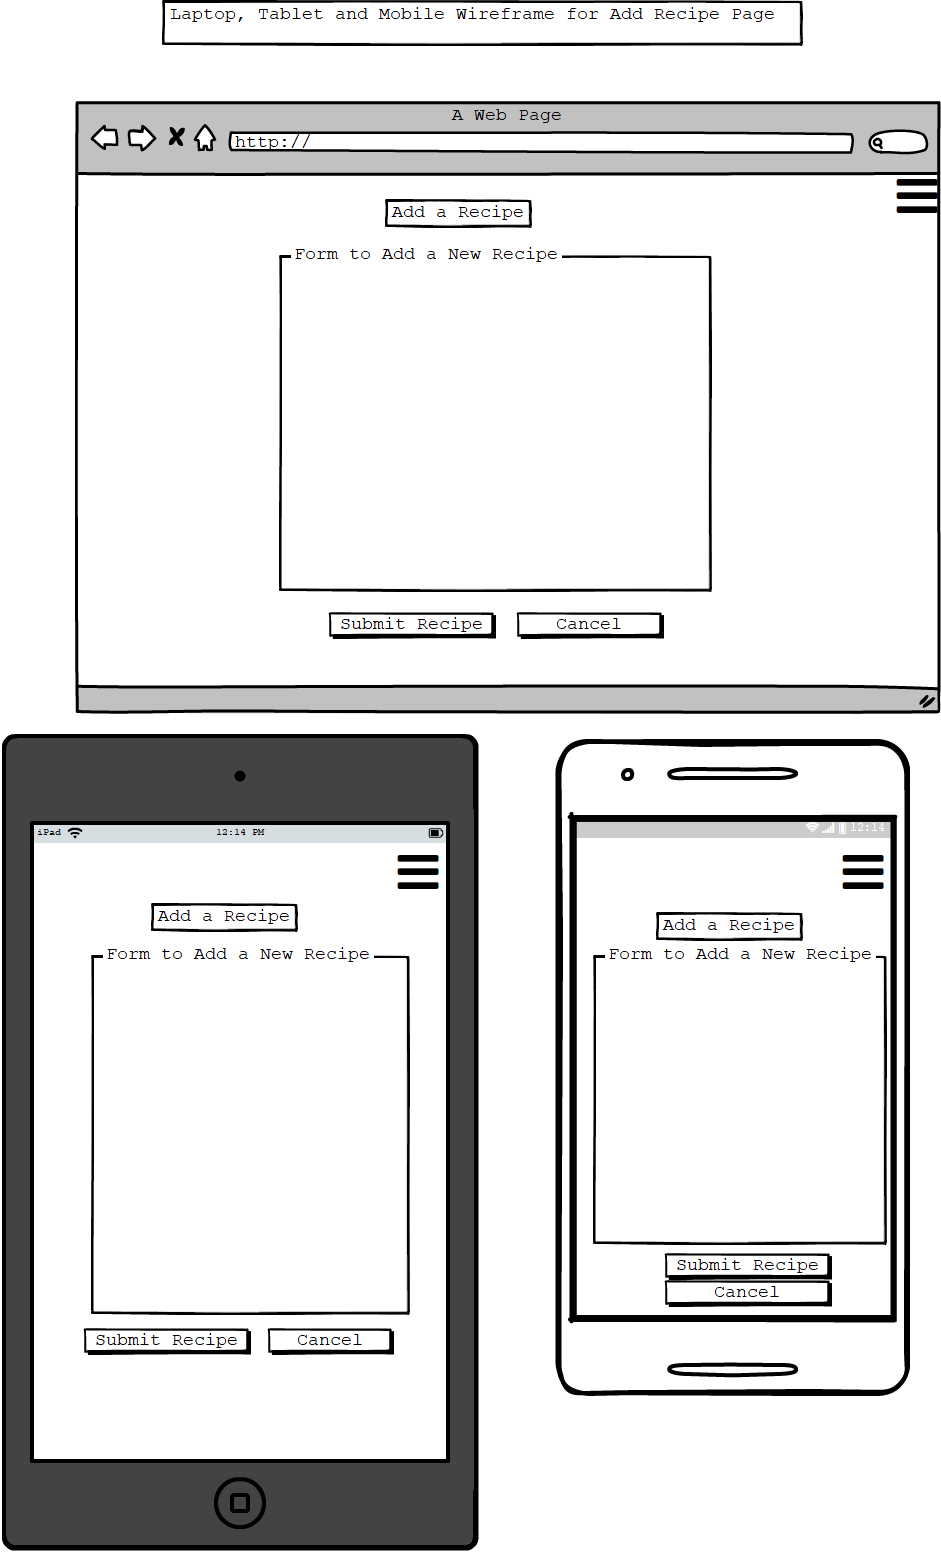 Laptop, Tablet and Mobile Wireframe for Add Recipe Page
A Web Page
http://
Add a Recipe
Form to Add a New Recipe
Submit Recipe Cancel
iPad 12:14 PM
Add a Recipe
Form to Add a New Recipe
Submit Recipe Cancel
12:14
Add a Recipe
Form to Add a New Recipe
Submit Recipe
Cancel